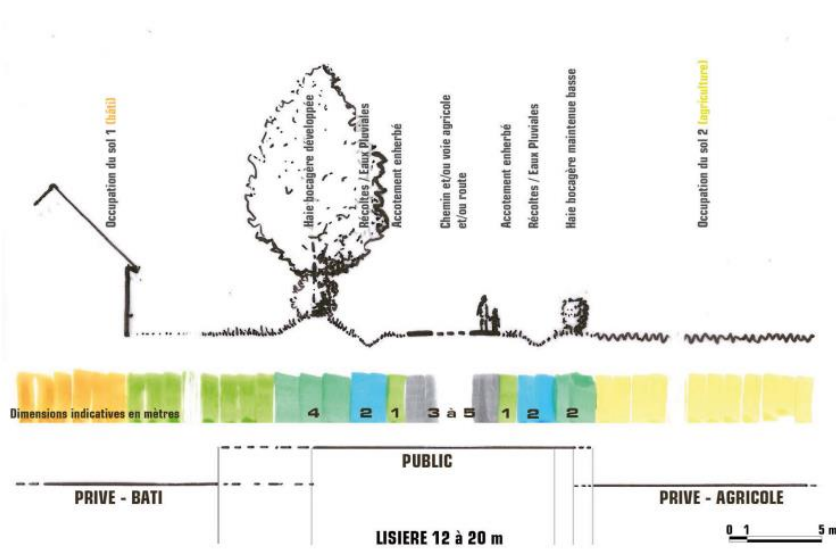 Occupation du sol 1 (bâti)
Haie bocagère développée
Récoltes / Eaux Pluviales
Accotement enherbé
Chemin et/ou voie agricole
et/ou route
Accotement enherbé
Récoltes / Eaux Pluviales
Haie bocagère maintenue basse
Occupation du sol 2 (agriculture)
Dimensions indicatives en mètres
4 2 1 3 à 5 1 2 2
PUBLIC
PRIVE - BATI
PRIVE - AGRICOLE
LISIERE 12 à 20 m
0 1 5 m